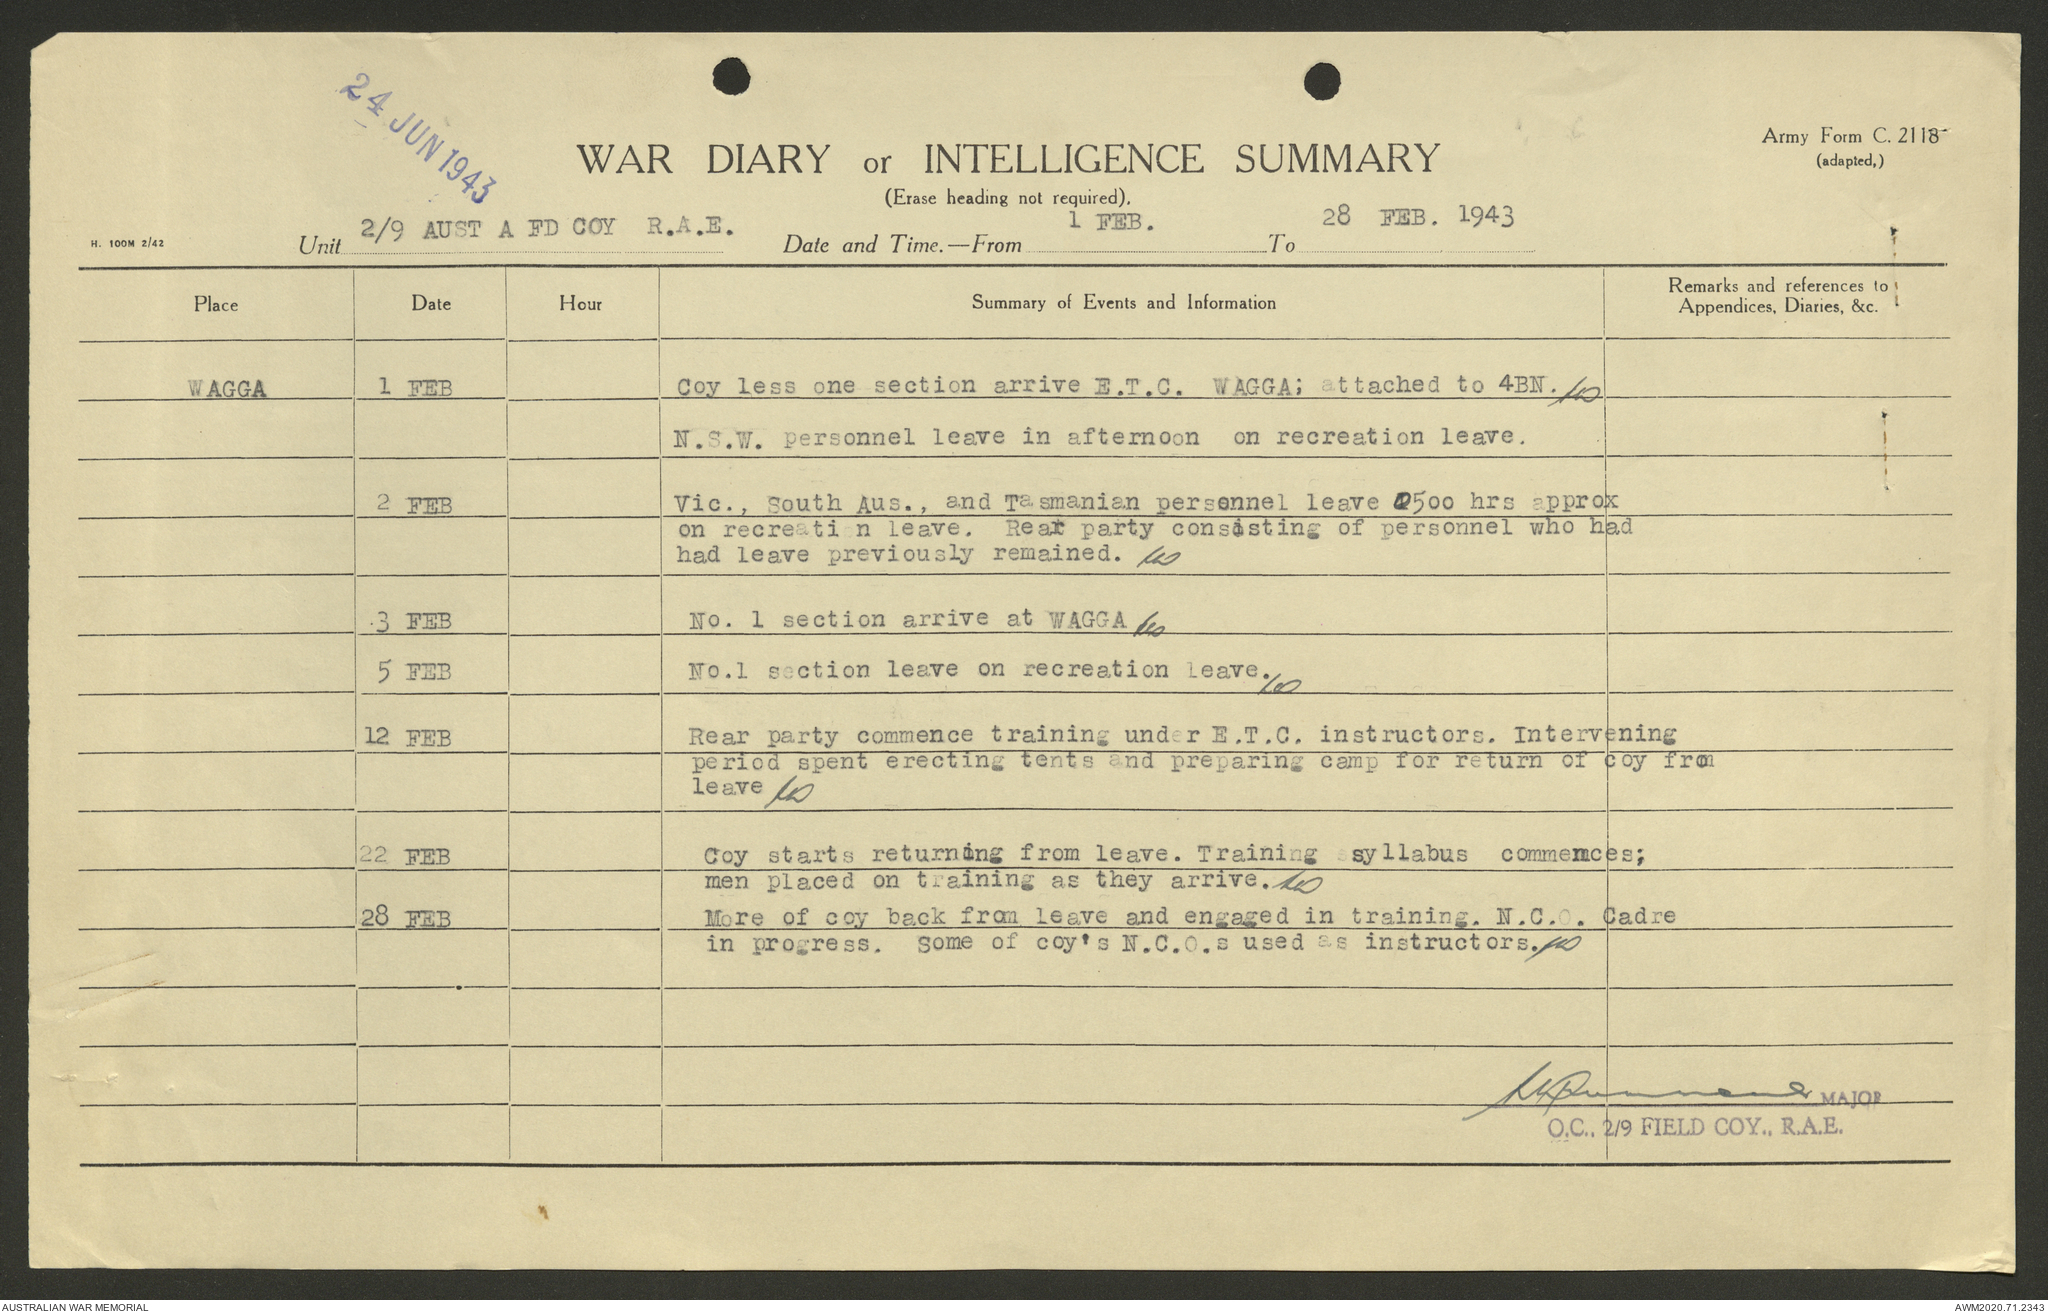 24 JUN 1943
Army Form C. 2118
(adapted,)
WAR DIARY or INTELLIGENCE SUMMARY
(Erase heading not required).
H. 100M 2/42
Unit 2/9 AUST A FD COY R.A.E. Date and Time.—From 1 FEB. To 28 FEB. 1943
Place Date Hour Summary of Events and Information Remarks and references to
Appendices, Diaries, &c.
WAGGA 1 FEB Coy less one section arrive E.T.C. WAGGA; attached to 4BN.
N.S.W. personnel leave in afternoon on recreation leave.
2 FEB Vic., South Aus., and Tasmanian personnel leave 0500 hrs approx
on recreation leave. Rear party consisting of personnel who had
had leave previously remained.
3 FEB No. 1 section arrive at WAGGA
5 FEB No.1 section leave on recreation leave.
12 FEB Rear party commence training under E.T.C. instructors. Intervening
period spent erecting tents and preparing camp for return of coy from
leave
22 FEB Coy starts returning from leave. Training syllabus commences;
men placed on training as they arrive.
28 FEB More of coy back from leave and engaged in training. N.C.O. Cadre
in progress. Some of coy's N.C.O.s used as instructors.
MAJOR
O.C., 2/9 FIELD COY., R.A.E.
AUSTRALIAN WAR MEMORIAL
AWM2020.71.2343